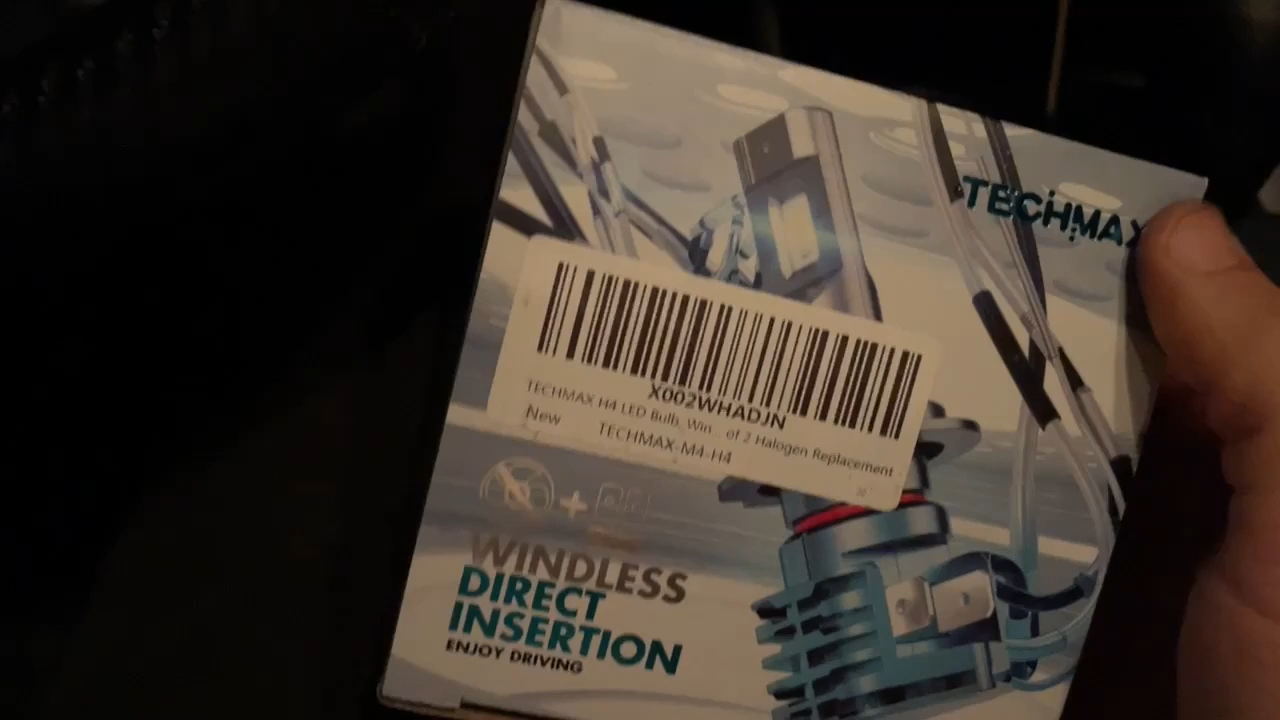 TECHMAX
X002WHADJN
TECHMAX H4 LED Bulb, Win... of 2 Halogen Replacement
New
TECHMAX-M4-H4
WINDLESS
DIRECT
INSERTION
ENJOY DRIVING